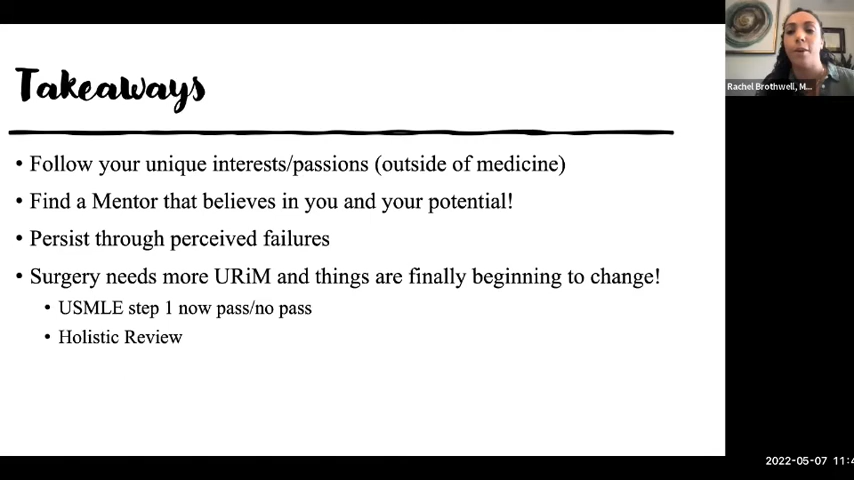 Takeaways
• Follow your unique interests/passions (outside of medicine)
• Find a Mentor that believes in you and your potential!
• Persist through perceived failures
• Surgery needs more URiM and things are finally beginning to change!
• USMLE step 1 now pass/no pass
• Holistic Review
Rachel Brothwell, M...
2022-05-07 11:4